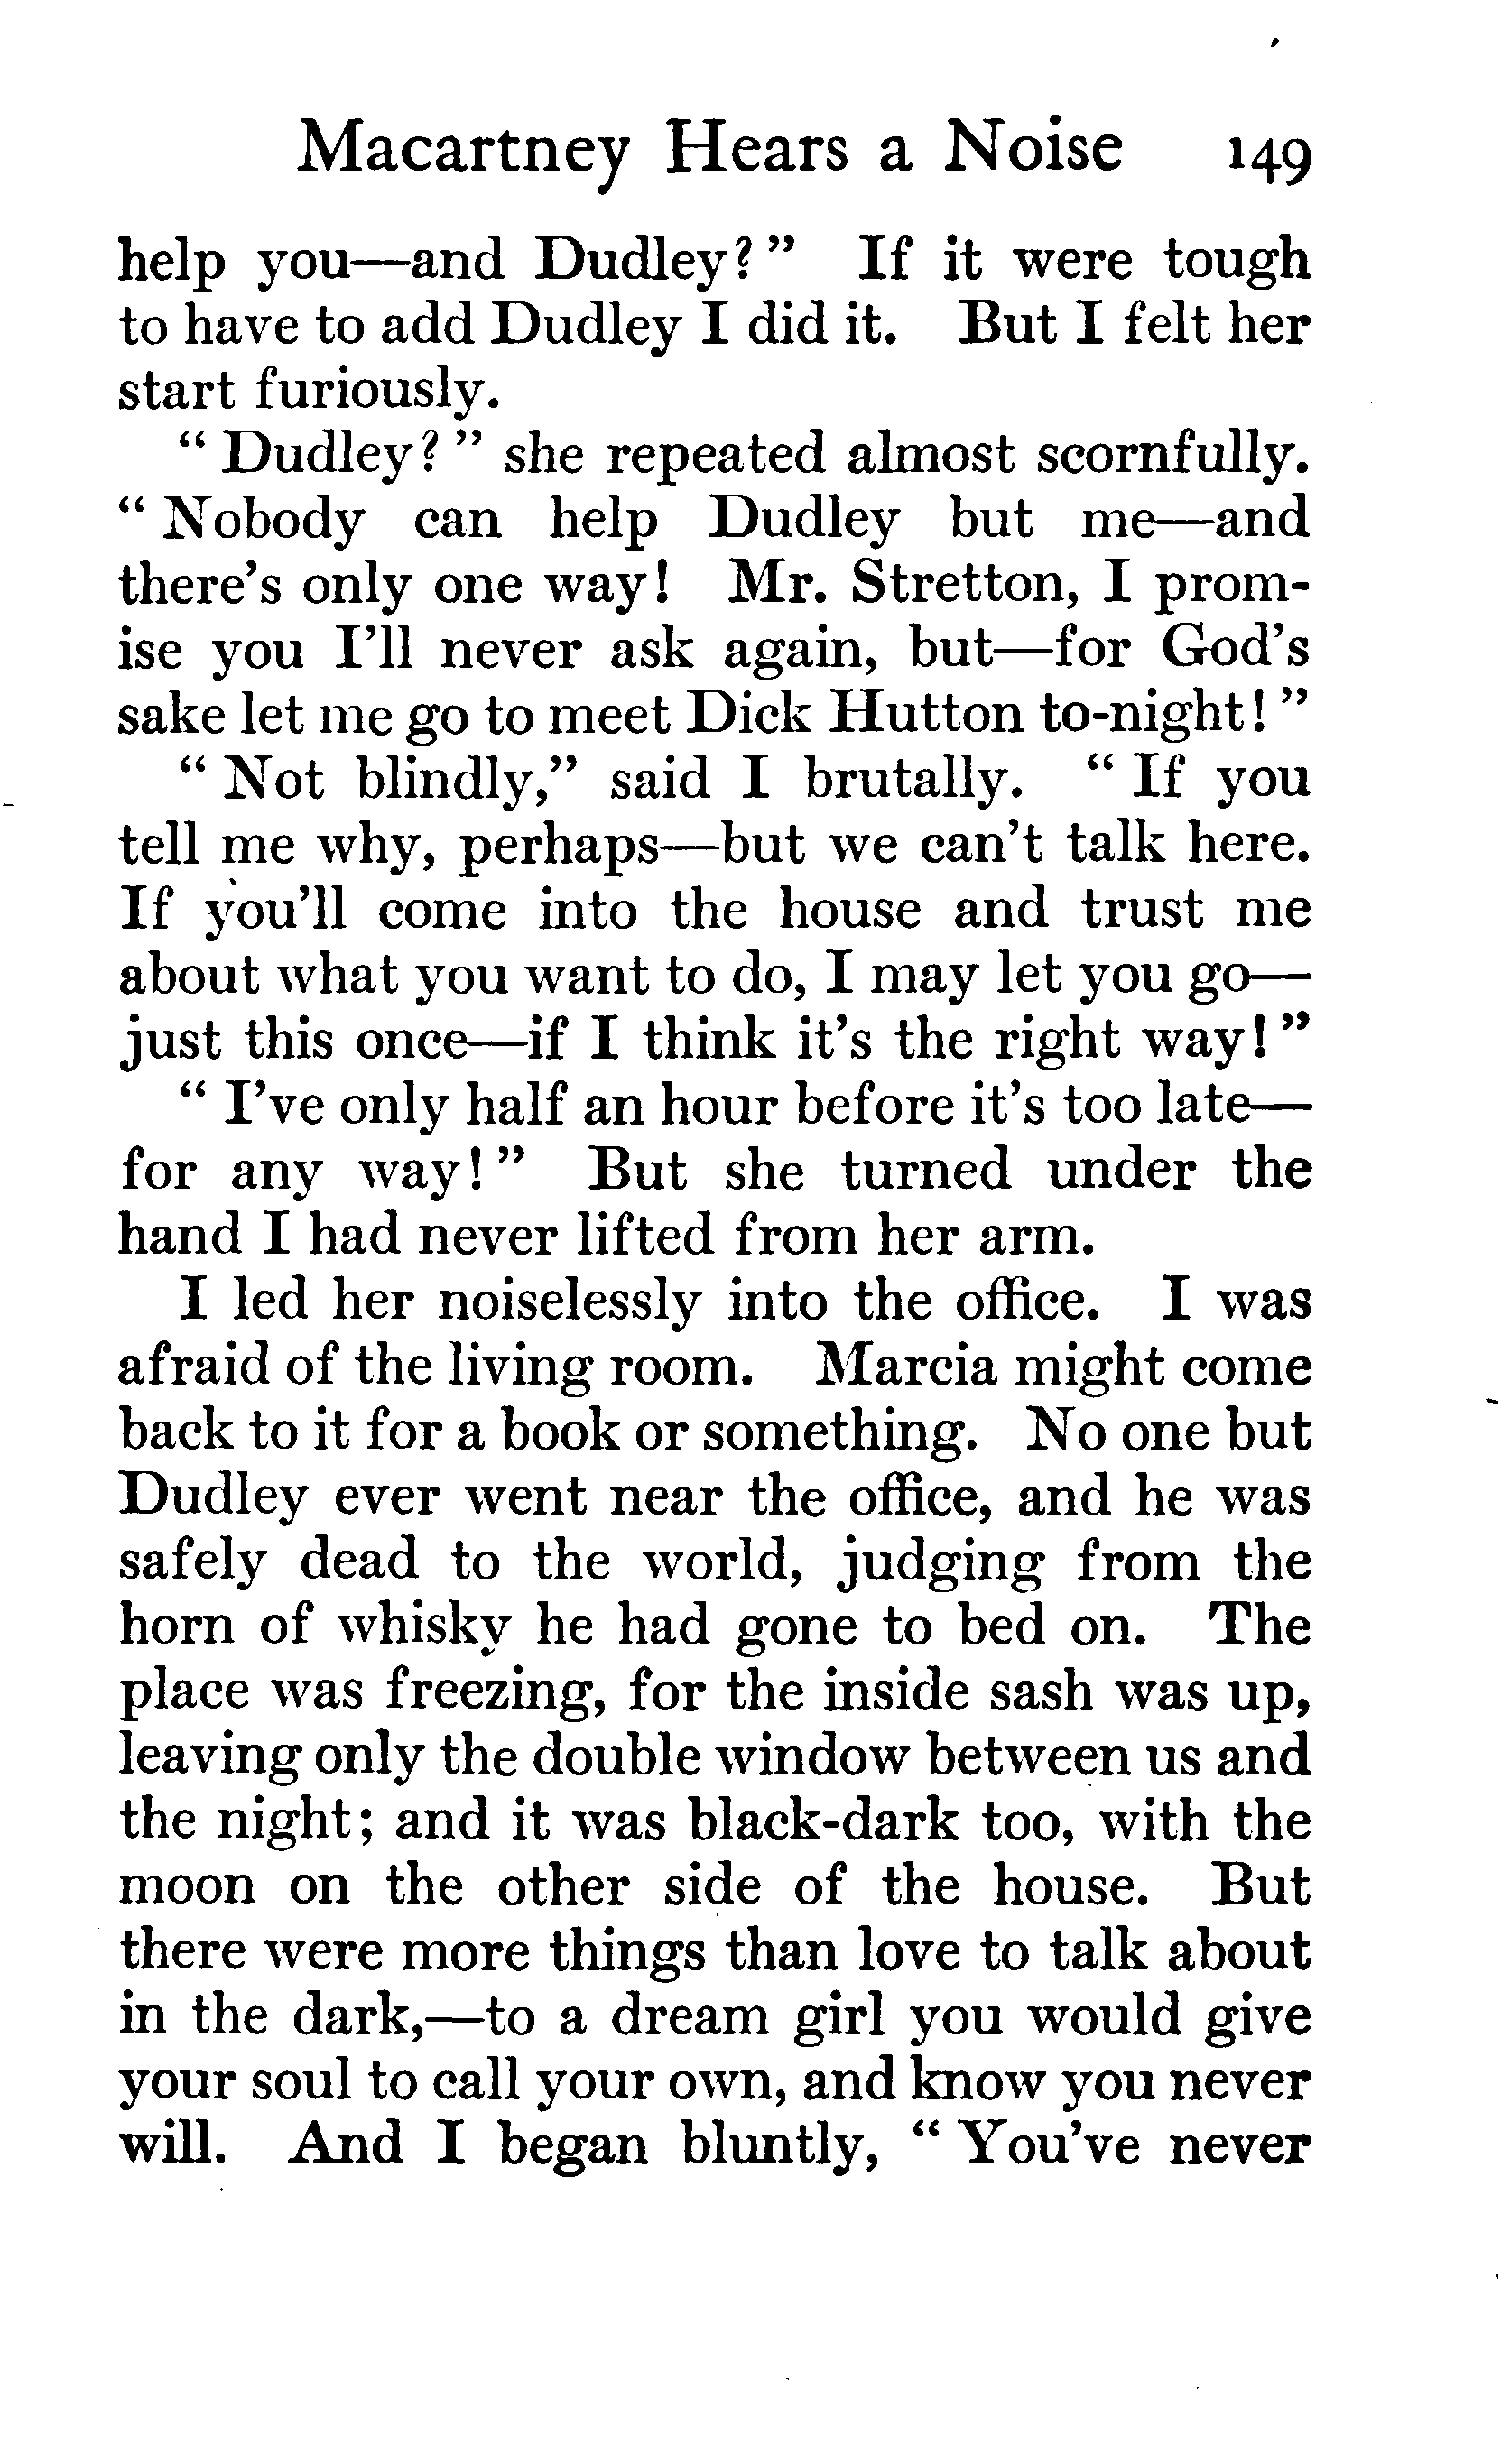 Macartney Hears a Noise 149
help you—and Dudley?" If it were tough
to have to add Dudley I did it. But I felt her
start furiously.
"Dudley?" she repeated almost scornfully.
"Nobody can help Dudley but me—and
there's only one way! Mr. Stretton, I prom-
ise you I'll never ask again, but—for God's
sake let me go to meet Dick Hutton to-night!"
"Not blindly," said I brutally. "If you
tell me why, perhaps—but we can't talk here.
If you'll come into the house and trust me
about what you want to do, I may let you go—
just this once—if I think it's the right way!"
"I've only half an hour before it's too late—
for any way!" But she turned under the
hand I had never lifted from her arm.
I led her noiselessly into the office. I was
afraid of the living room. Marcia might come
back to it for a book or something. No one but
Dudley ever went near the office, and he was
safely dead to the world, judging from the
horn of whisky he had gone to bed on. The
place was freezing, for the inside sash was up,
leaving only the double window between us and
the night; and it was black-dark too, with the
moon on the other side of the house. But
there were more things than love to talk about
in the dark,—to a dream girl you would give
your soul to call your own, and know you never
will. And I began bluntly, "You've never